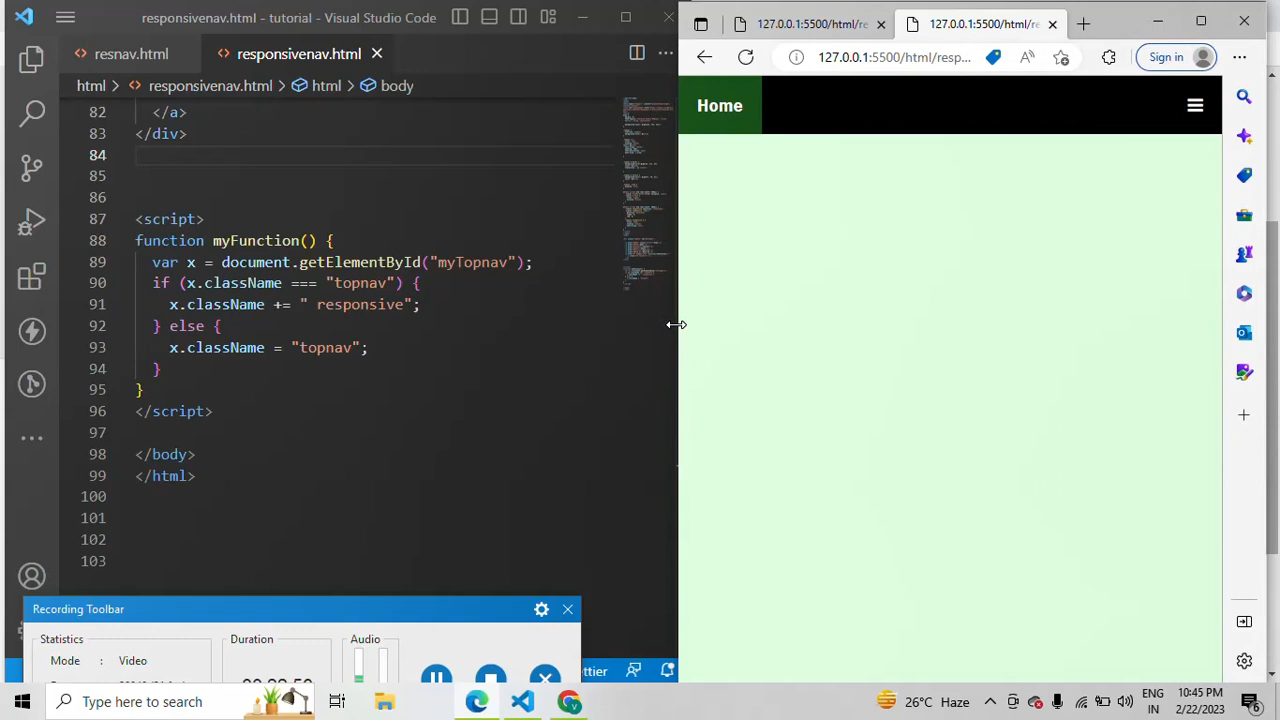 responsivenav.html - tutorial - Visual Studio Code
resnav.html
responsivenav.html
html > responsivenav.html > html > body
82 </a>
83 </div>
84
85
86
87 <script>
88 function myFunction() {
89 var x = document.getElementById("myTopnav");
90 if (x.className === "topnav") {
91 x.className += " responsive";
92 } else {
93 x.className = "topnav";
94 }
95 }
96 </script>
97
98 </body>
99 </html>
100
101
102
103
Recording Toolbar
Statistics
Duration
Audio
Mode : Video
127.0.0.1:5500/html/re
127.0.0.1:5500/html/re
127.0.0.1:5500/html/resp...
Sign in
Home
Type here to search
26°C Haze
ENG
IN
10:45 PM
2/22/2023
6